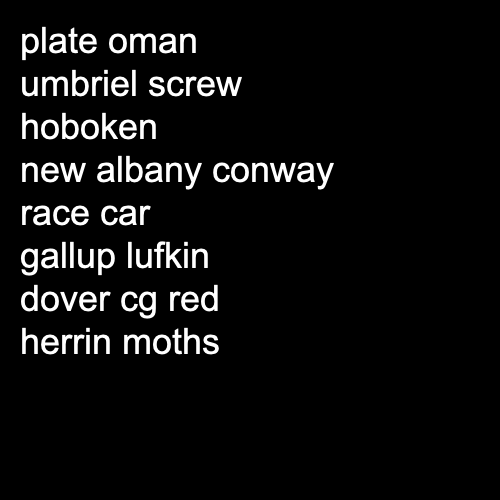 plate oman
umbriel screw
hoboken
new albany conway
race car
gallup lufkin
dover cg red
herrin moths